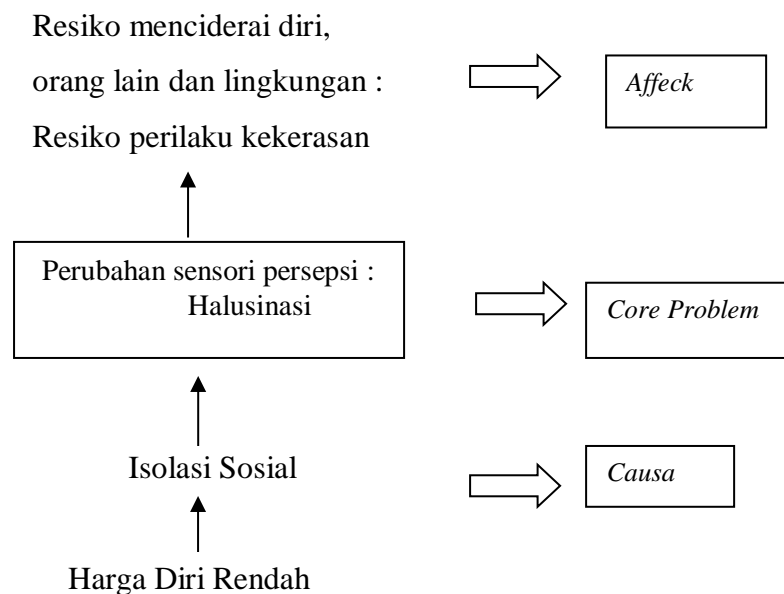 Resiko menciderai diri,
orang lain dan lingkungan :
Resiko perilaku kekerasan
Affeck
Perubahan sensori persepsi :
Halusinasi
Core Problem
Isolasi Sosial
Causa
Harga Diri Rendah